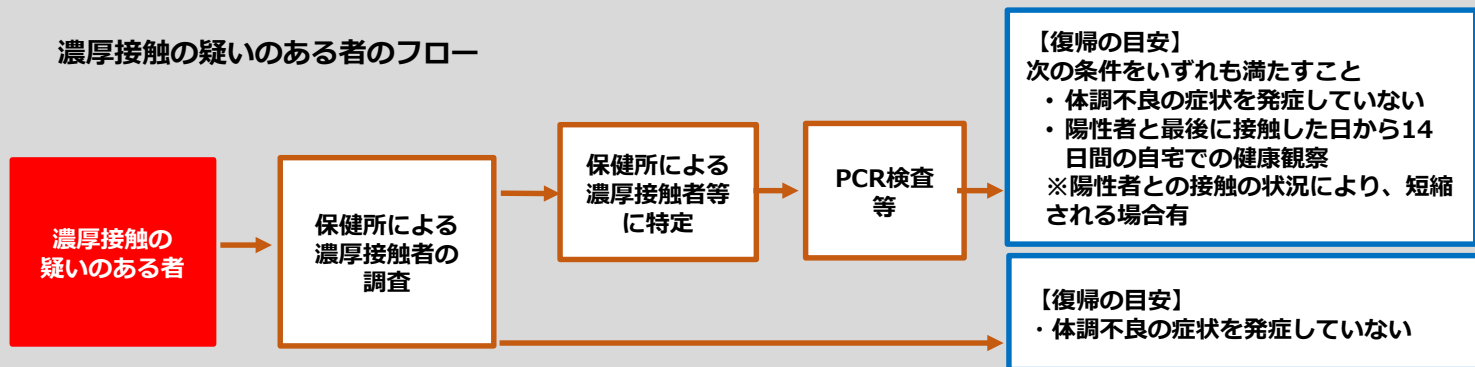 濃厚接触の疑いのある者のフロー
濃厚接触の
疑いのある者
保健所による
濃厚接触者の
調査
保健所による
濃厚接触者等
に特定
PCR検査
等
【復帰の目安】
次の条件をいずれも満たすこと
・ 体調不良の症状を発症していない
・ 陽性者と最後に接触した日から14
日間の自宅での健康観察
※陽性者との接触の状況により、短縮
される場合有
【復帰の目安】
・体調不良の症状を発症していない